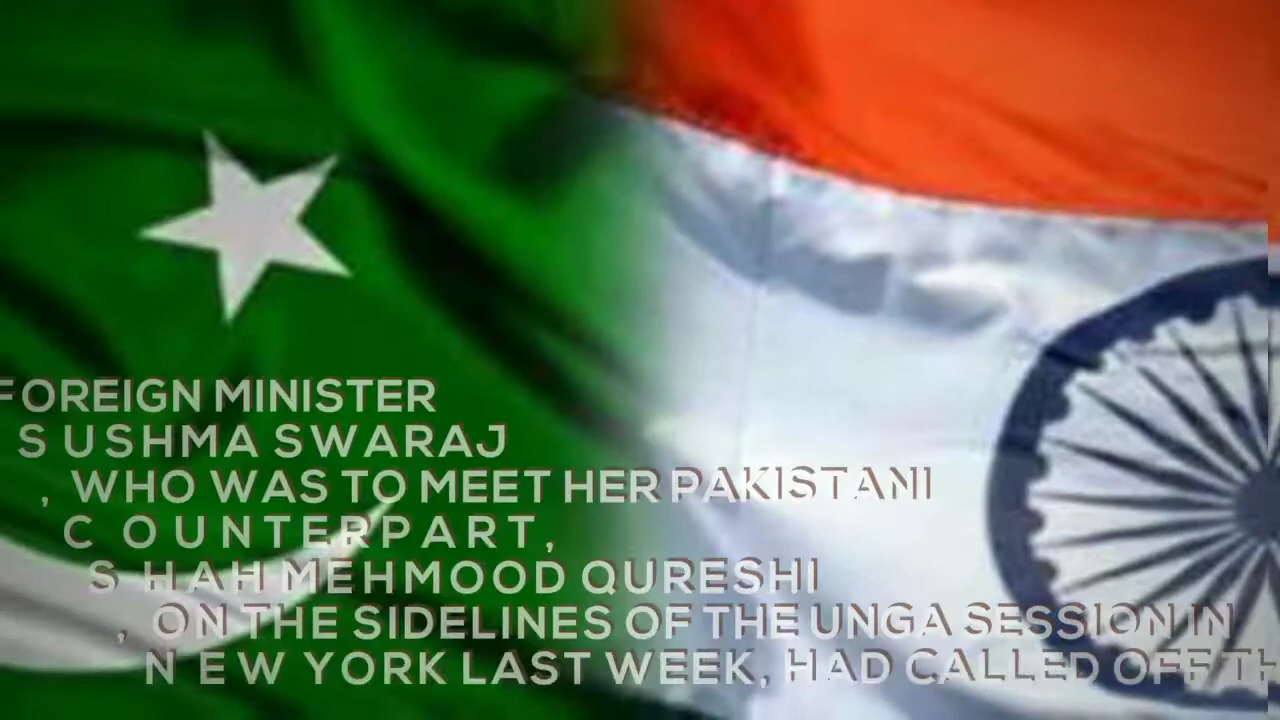 FOREIGN MINISTER
SUSHMA SWARAJ
, WHO WAS TO MEET HER PAKISTANI
COUNTERPART,
SHAH MEHMOOD QURESHI
, ON THE SIDELINES OF THE UNGA SESSION IN
NEW YORK LAST WEEK, HAD CALLED OFF TH